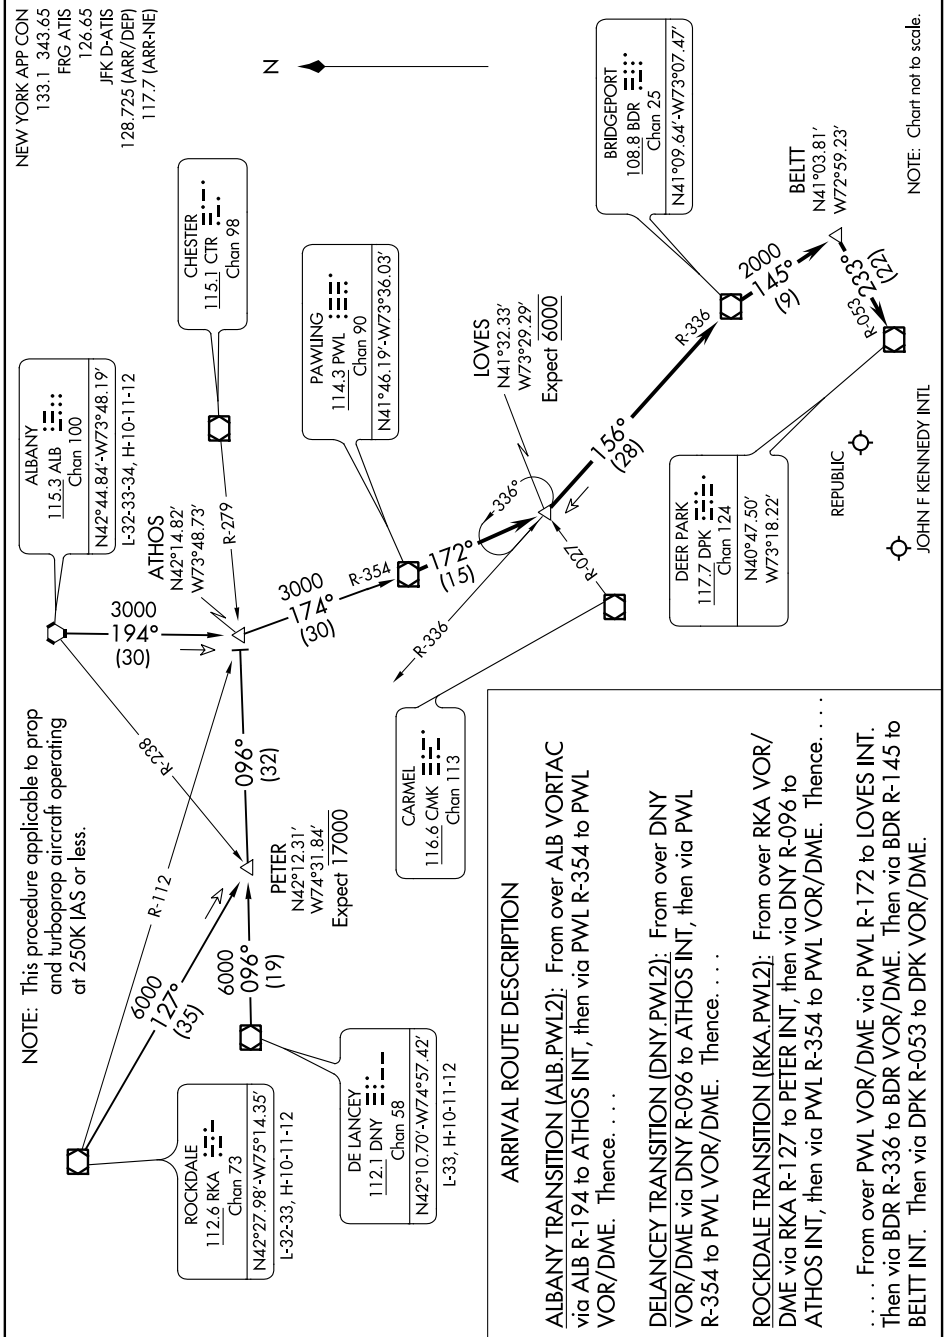 NEW YORK APP CON
133.1 343.65
FRG ATIS
126.65
JFK D-ATIS
128.725 (ARR/DEP)
117.7 (ARR-NE)
NOTE: This procedure applicable to prop
and turboprop aircraft operating
at 250K IAS or less.
N
ALBANY
115.3 ALB
Chan 100
N42°44.84'-W73°48.19'
L-32-33-34, H-10-11-12
CHESTER
115.1 CTR
Chan 98
R-279
ATHOS
N42°14.82'
W73°48.73'
3000
194°
(30)
R-238
R-112
ROCKDALE
112.6 RKA
Chan 73
N42°27.98'-W75°14.35'
L-32-33, H-10-11-12
6000
127°
(35)
6000
096°
(19)
DE LANCEY
112.1 DNY
Chan 58
N42°10.70'-W74°57.42'
L-33, H-10-11-12
PETER
N42°12.31'
W74°31.84'
Expect 17000
096°
(32)
3000
174°
(30)
R-354
PAWLING
114.3 PWL
Chan 90
N41°46.19'-W73°36.03'
172°
(15)
336°
R-336
R-027
CARMEL
116.6 CMK
Chan 113
LOVES
N41°32.33'
W73°29.29'
Expect 6000
156°
(28)
R-336
BRIDGEPORT
108.8 BDR
Chan 25
N41°09.64'-W73°07.47'
2000
145°
(9)
BELTT
N41°03.81'
W72°59.23'
R-053
233°
(22)
DEER PARK
117.7 DPK
Chan 124
N40°47.50'
W73°18.22'
REPUBLIC
JOHN F KENNEDY INTL
NOTE: Chart not to scale.
ARRIVAL ROUTE DESCRIPTION
ALBANY TRANSITION (ALB.PWL2): From over ALB VORTAC
via ALB R-194 to ATHOS INT, then via PWL R-354 to PWL
VOR/DME. Thence. . . .
DELANCEY TRANSITION (DNY.PWL2): From over DNY
VOR/DME via DNY R-096 to ATHOS INT, then via PWL
R-354 to PWL VOR/DME. Thence. . . .
ROCKDALE TRANSITION (RKA.PWL2): From over RKA VOR/
DME via RKA R-127 to PETER INT, then via DNY R-096 to
ATHOS INT, then via PWL R-354 to PWL VOR/DME. Thence. . . .
. . . . From over PWL VOR/DME via PWL R-172 to LOVES INT.
Then via BDR R-336 to BDR VOR/DME. Then via BDR R-145 to
BELTT INT. Then via DPK R-053 to DPK VOR/DME.